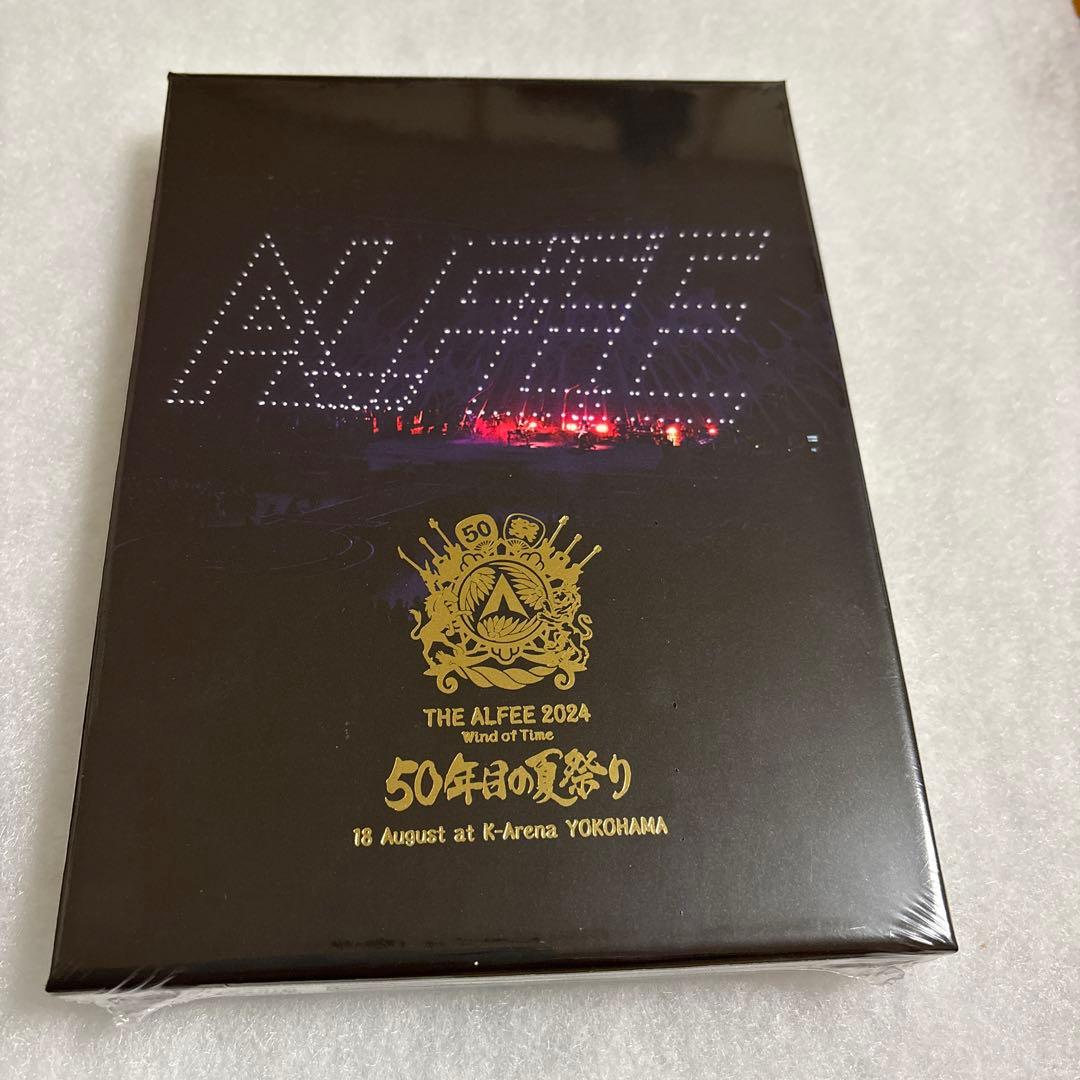 ALFEE
50 祭
A
THE ALFEE 2024
Wind of Time
50年目の夏祭り
18 August at K-Arena YOKOHAMA